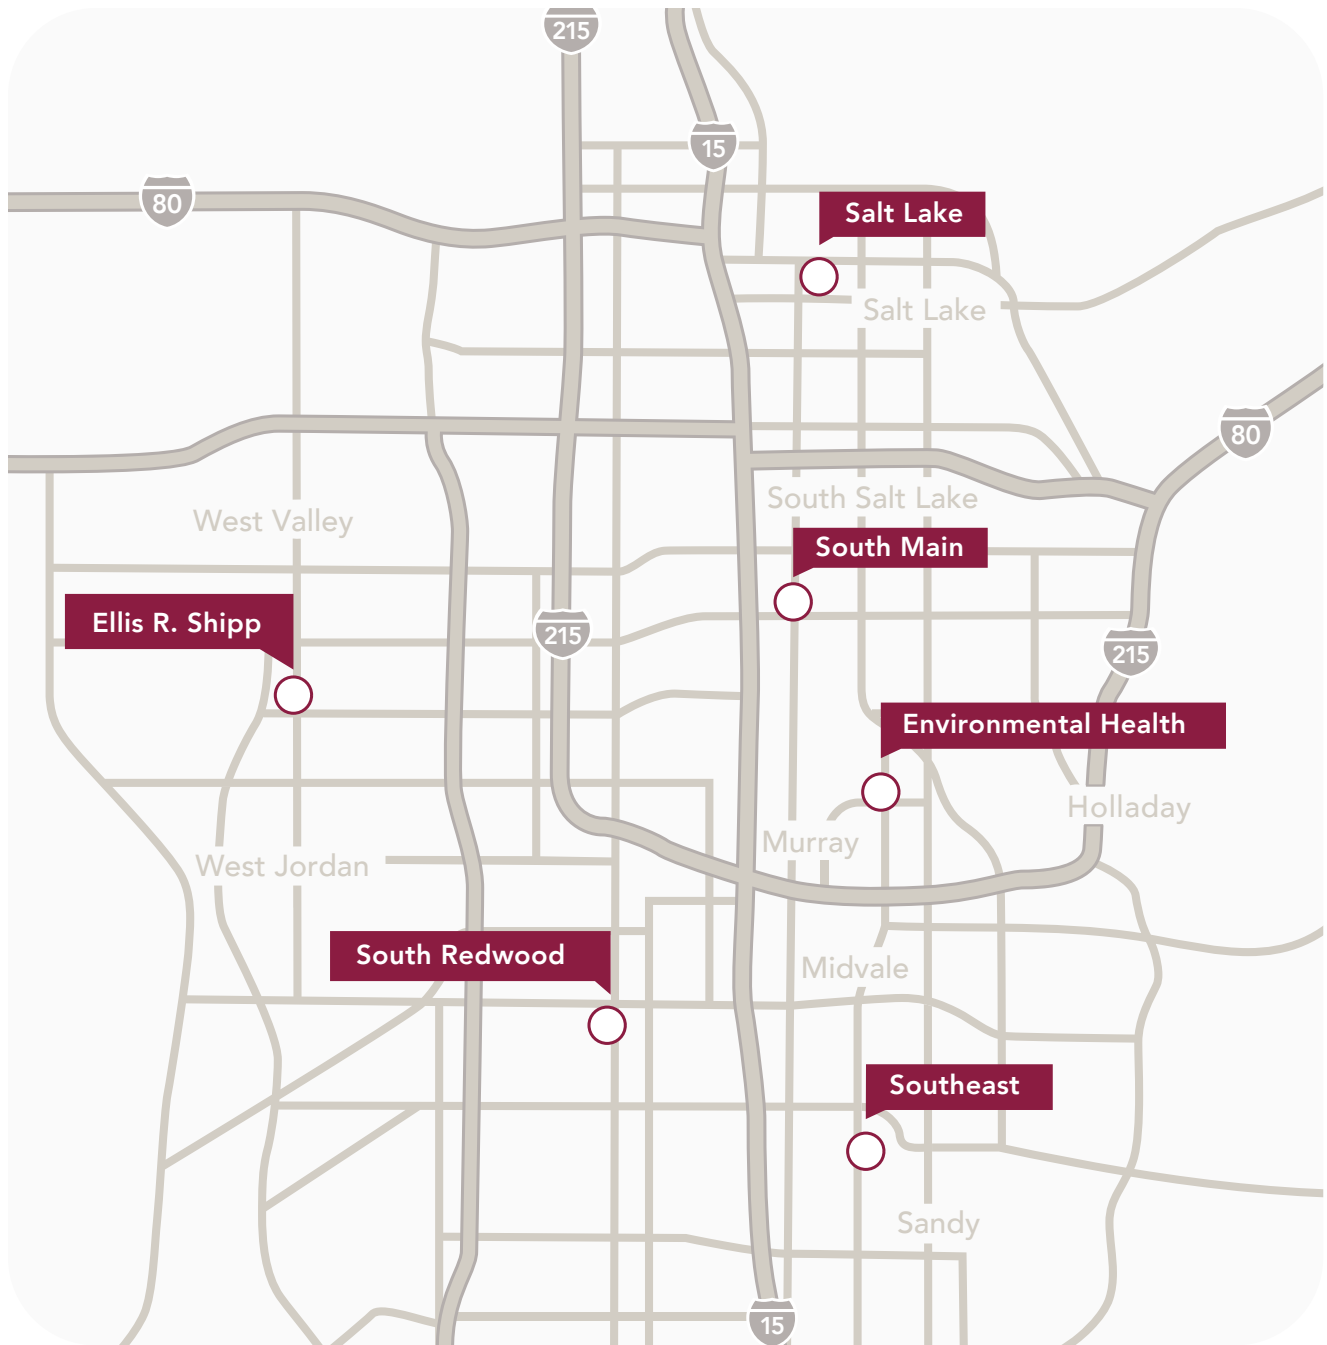 215
15
80
Salt Lake
Salt Lake
80
South Salt Lake
West Valley
South Main
Ellis R. Shipp
215
215
Environmental Health
Holladay
Murray
West Jordan
South Redwood
Midvale
Southeast
Sandy
15